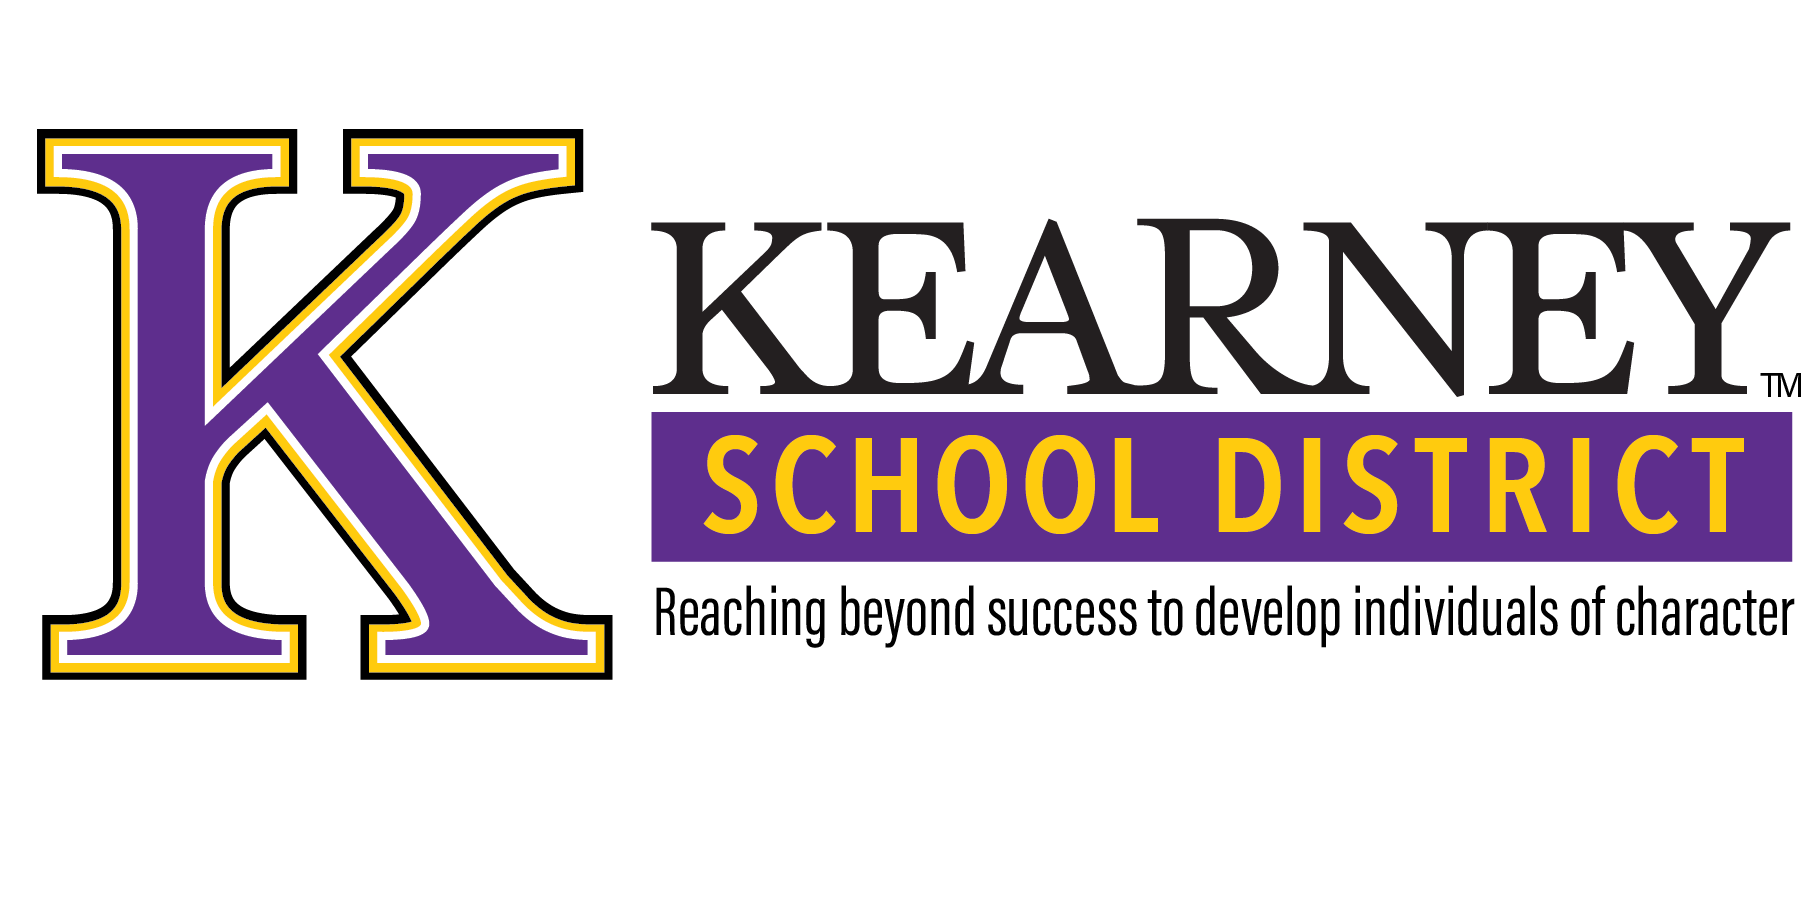 K
KEARNEY™
SCHOOL DISTRICT
Reaching beyond success to develop individuals of character